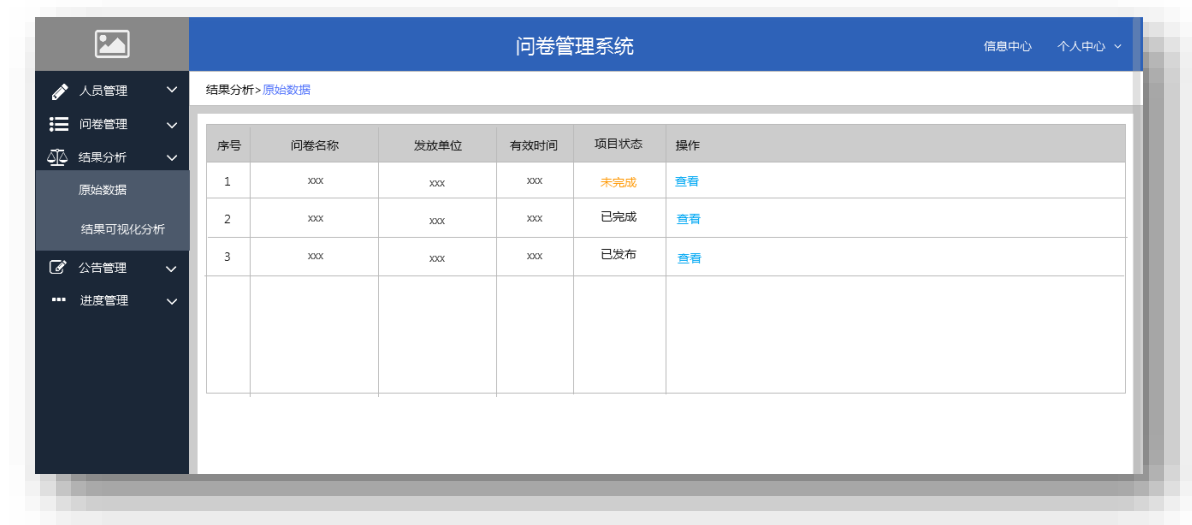 问卷管理系统
信息中心 个人中心
人员管理
问卷管理
结果分析
原始数据
结果可视化分析
公告管理
进度管理
结果分析>原始数据
序号 问卷名称 发放单位 有效时间 项目状态 操作
1 xxx xxx xxx 未完成 查看
2 xxx xxx xxx 已完成 查看
3 xxx xxx xxx 已发布 查看